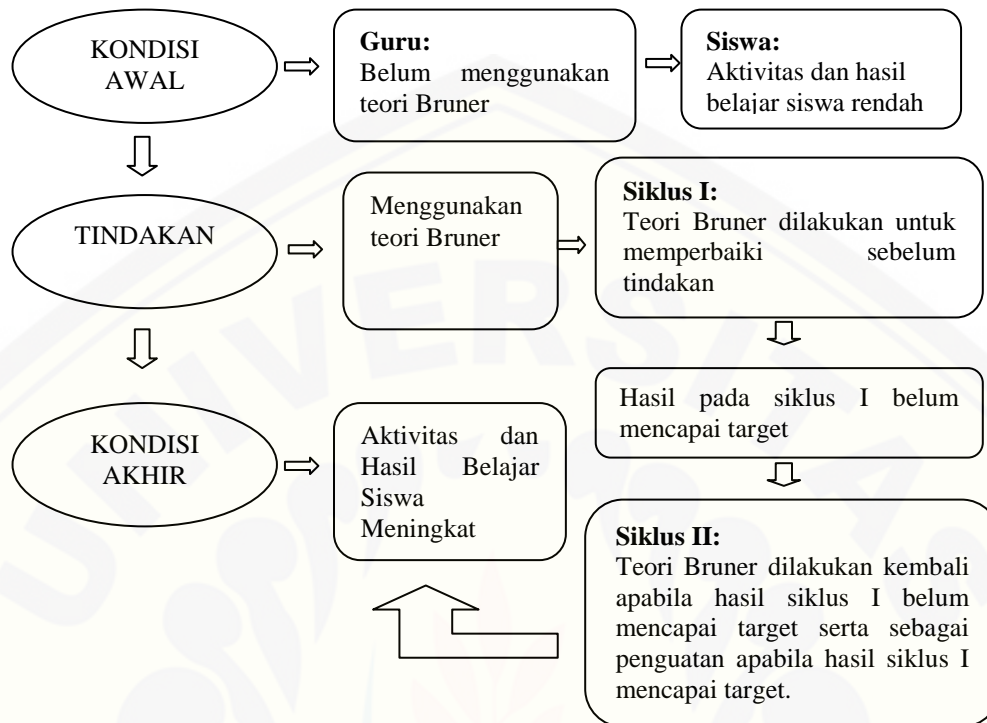 KONDISI
AWAL
Guru:
Belum menggunakan
teori Bruner
Siswa:
Aktivitas dan hasil
belajar siswa rendah
TINDAKAN
Menggunakan
teori Bruner
Siklus I:
Teori Bruner dilakukan untuk
memperbaiki sebelum
tindakan
Hasil pada siklus I belum
mencapai target
Siklus II:
Teori Bruner dilakukan kembali
apabila hasil siklus I belum
mencapai target serta sebagai
penguatan apabila hasil siklus I
mencapai target.
KONDISI
AKHIR
Aktivitas dan
Hasil Belajar
Siswa
Meningkat
UNIVERSITAS